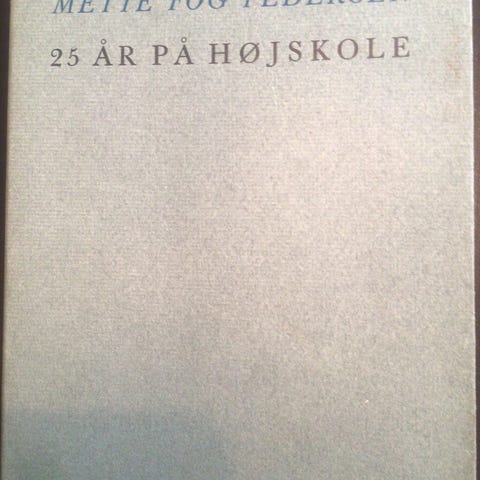 METTE FOG PEDERSEN
25 ÅR PÅ HØJSKOLE